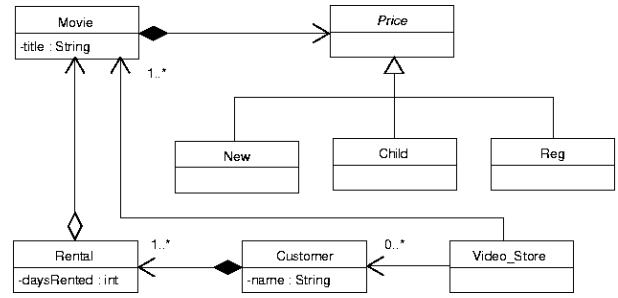 Movie
-title : String
Price
1..*
New
Child
Reg
Rental
-daysRented : int
1..*
Customer
-name : String
0..*
Video_Store